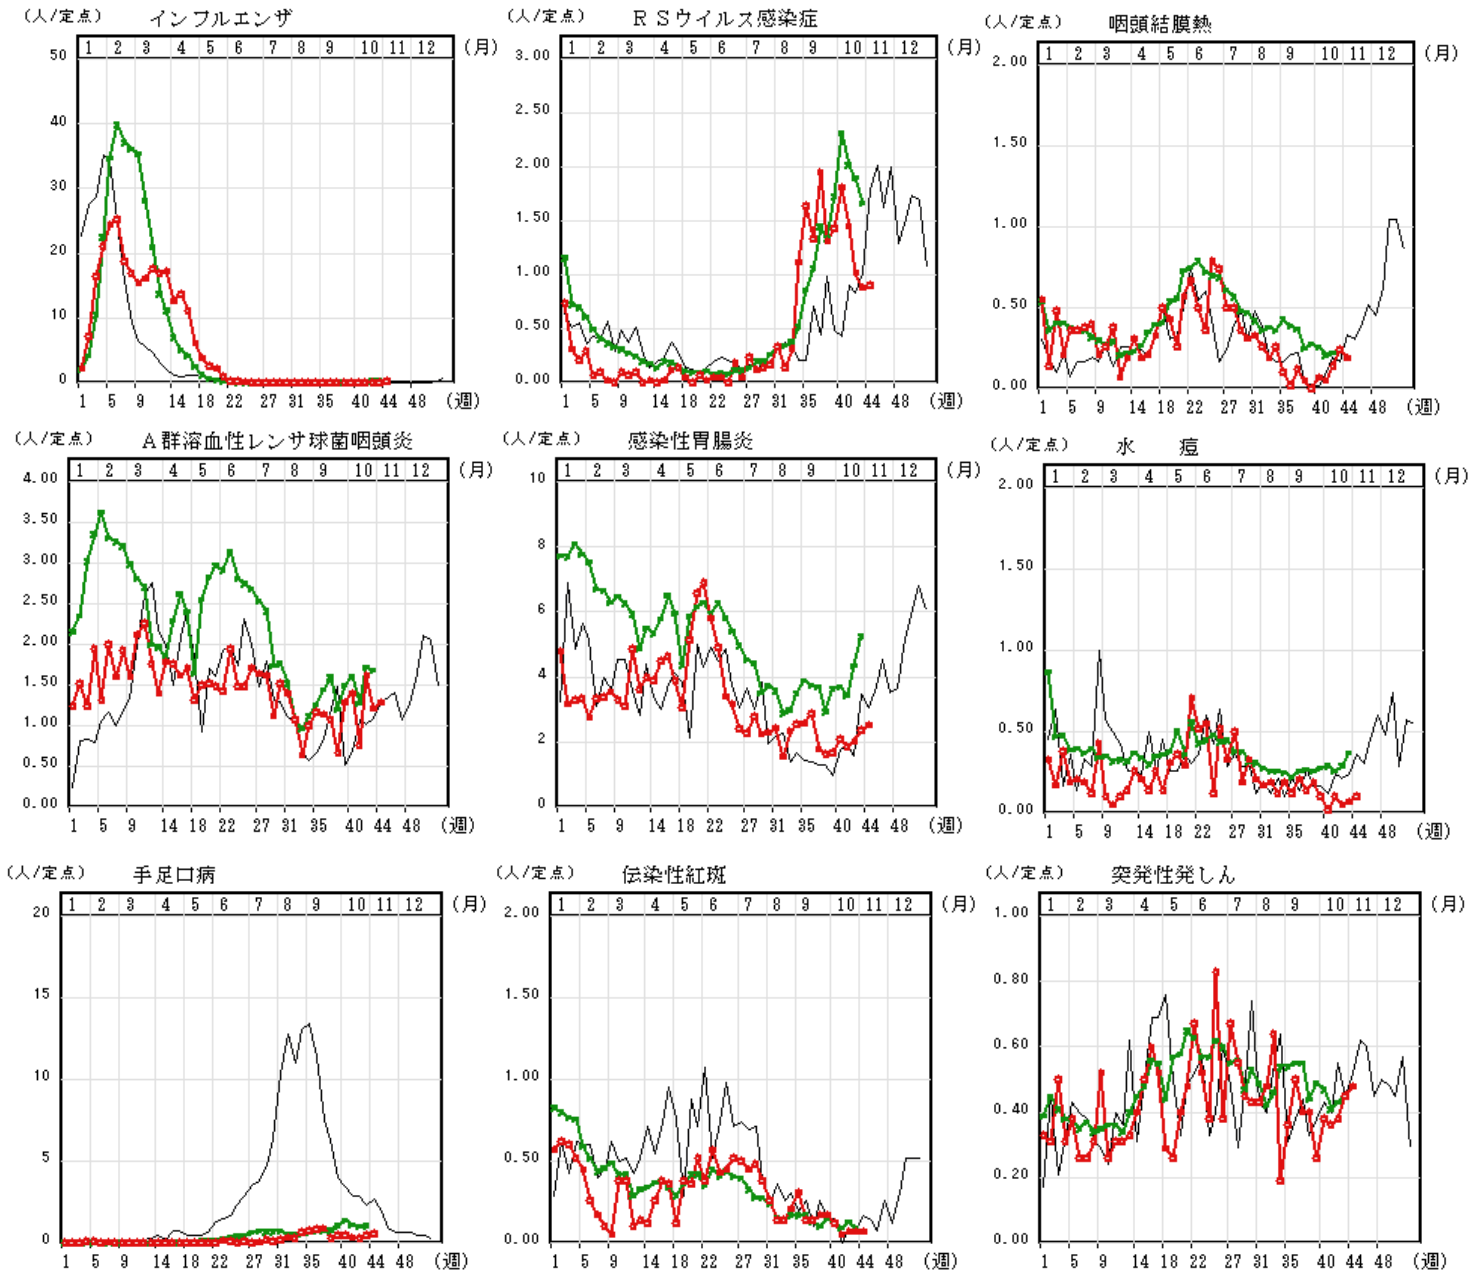 (人/定点) インフルエンザ
1 2 3 4 5 6 7 8 9 10 11 12 (月)
50
40
30
20
10
0
1 5 9 14 18 22 27 31 35 40 44 48 (週)
(人/定点) RSウイルス感染症
1 2 3 4 5 6 7 8 9 10 11 12 (月)
3.00
2.50
2.00
1.50
1.00
0.50
0.00
1 5 9 14 18 22 27 31 35 40 44 48 (週)
(人/定点) 咽頭結膜熱
1 2 3 4 5 6 7 8 9 10 11 12 (月)
2.00
1.50
1.00
0.50
0.00
1 5 9 14 18 22 27 31 35 40 44 48 (週)
(人/定点) A群溶血性レンサ球菌咽頭炎
1 2 3 4 5 6 7 8 9 10 11 12 (月)
4.00
3.50
3.00
2.50
2.00
1.50
1.00
0.50
0.00
1 5 9 14 18 22 27 31 35 40 44 48 (週)
(人/定点) 感染性胃腸炎
1 2 3 4 5 6 7 8 9 10 11 12 (月)
10
8
6
4
2
0
1 5 9 14 18 22 27 31 35 40 44 48 (週)
(人/定点) 水 痘
1 2 3 4 5 6 7 8 9 10 11 12 (月)
2.00
1.50
1.00
0.50
0.00
1 5 9 14 18 22 27 31 35 40 44 48 (週)
(人/定点) 手足口病
1 2 3 4 5 6 7 8 9 10 11 12 (月)
20
15
10
5
0
1 5 9 14 18 22 27 31 35 40 44 48 (週)
(人/定点) 伝染性紅斑
1 2 3 4 5 6 7 8 9 10 11 12 (月)
2.00
1.50
1.00
0.50
0.00
1 5 9 14 18 22 27 31 35 40 44 48 (週)
(人/定点) 突発性発しん
1 2 3 4 5 6 7 8 9 10 11 12 (月)
1.00
0.80
0.60
0.40
0.20
0.00
1 5 9 14 18 22 27 31 35 40 44 48 (週)